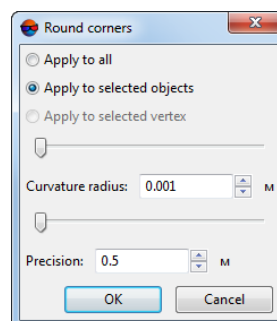 Round corners
Apply to all
Apply to selected objects
Apply to selected vertex
Curvature radius: 0.001 м
Precision: 0.5 м
OK Cancel